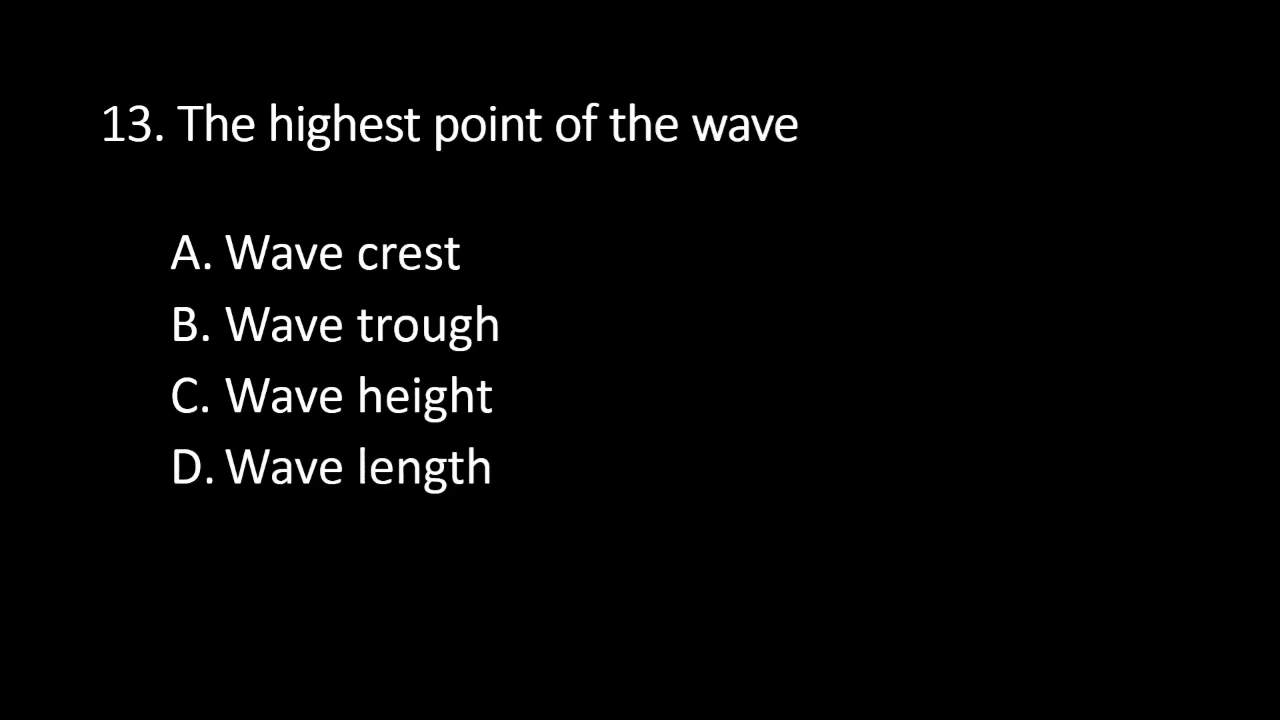 13. The highest point of the wave
A. Wave crest
B. Wave trough
C. Wave height
D. Wave length